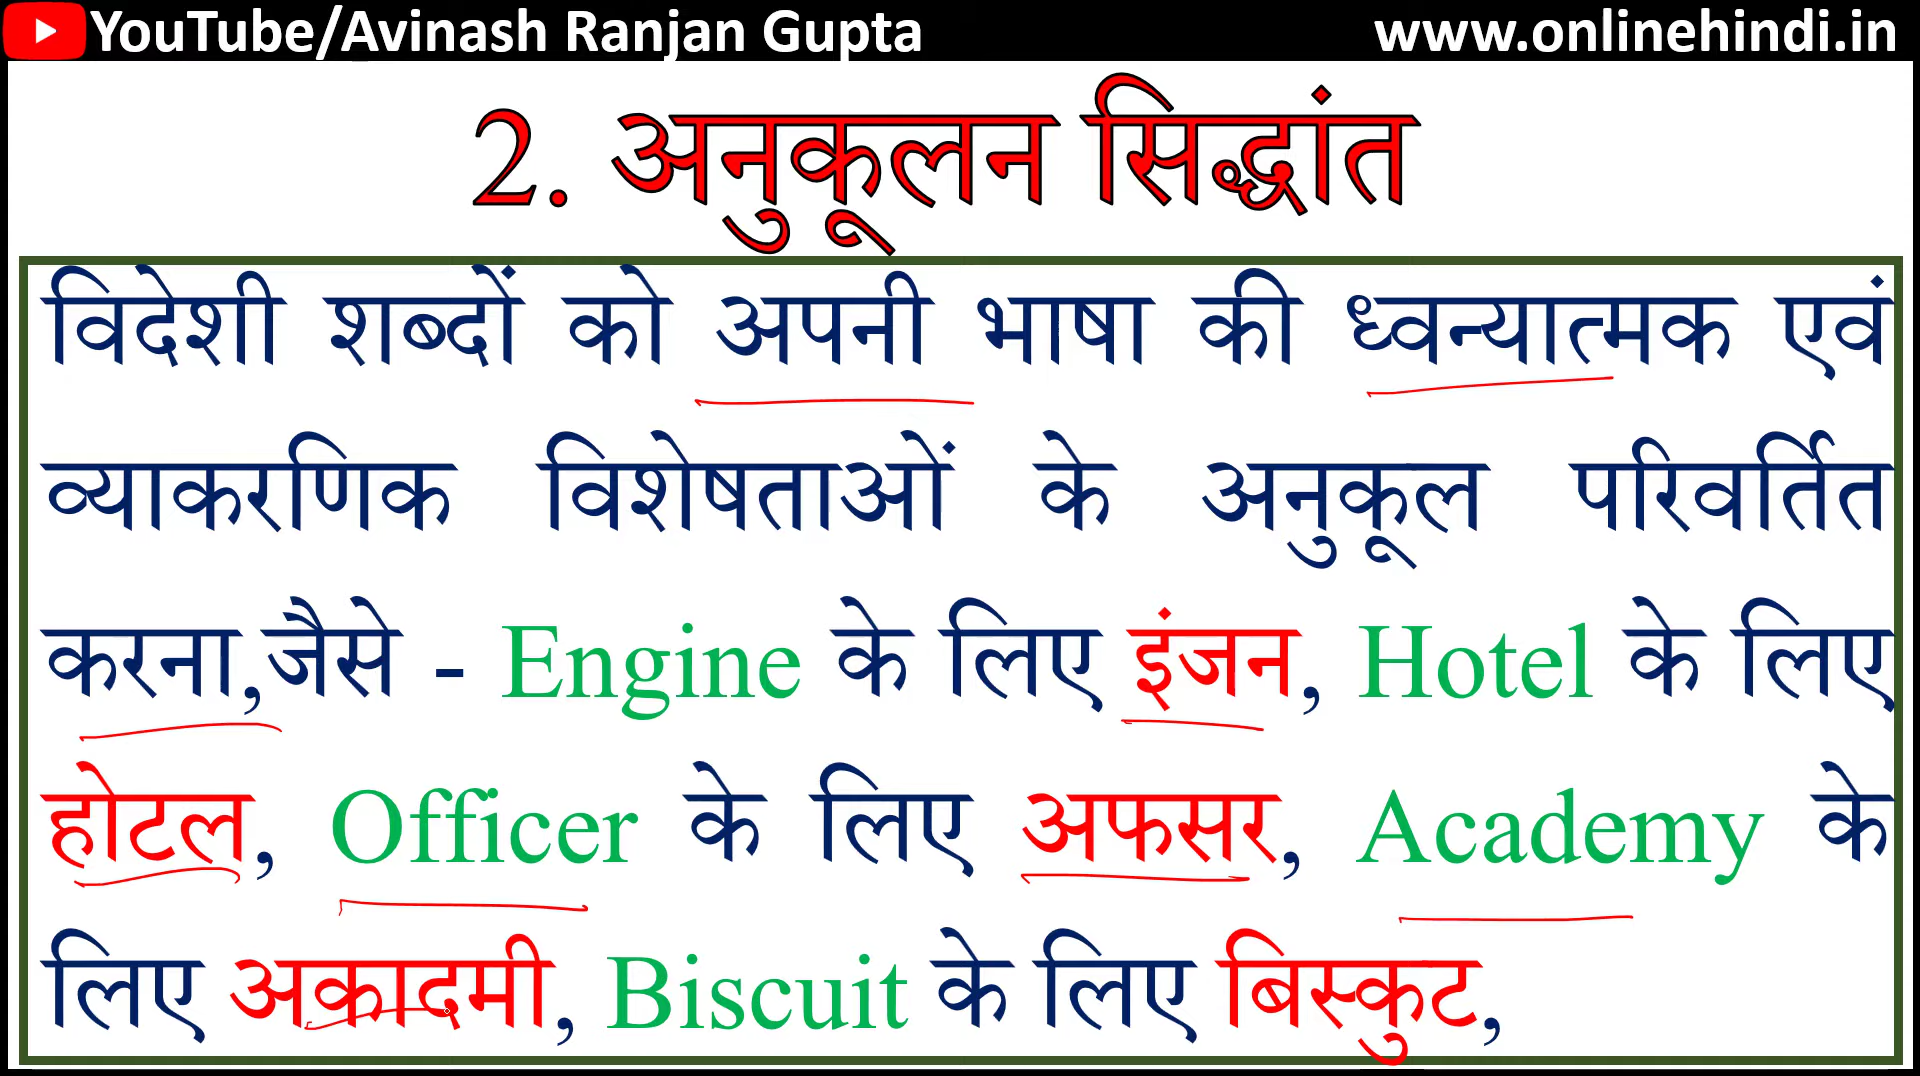 YouTube/Avinash Ranjan Gupta www.onlinehindi.in
2. अनुकूलन सिद्धांत
विदेशी शब्दों को अपनी भाषा की ध्वन्यात्मक एवं
व्याकरणिक विशेषताओं के अनुकूल परिवर्तित
करना,जैसे - Engine के लिए इंजन, Hotel के लिए
होटल, Officer के लिए अफसर, Academy के
लिए अकादमी, Biscuit के लिए बिस्कुट,